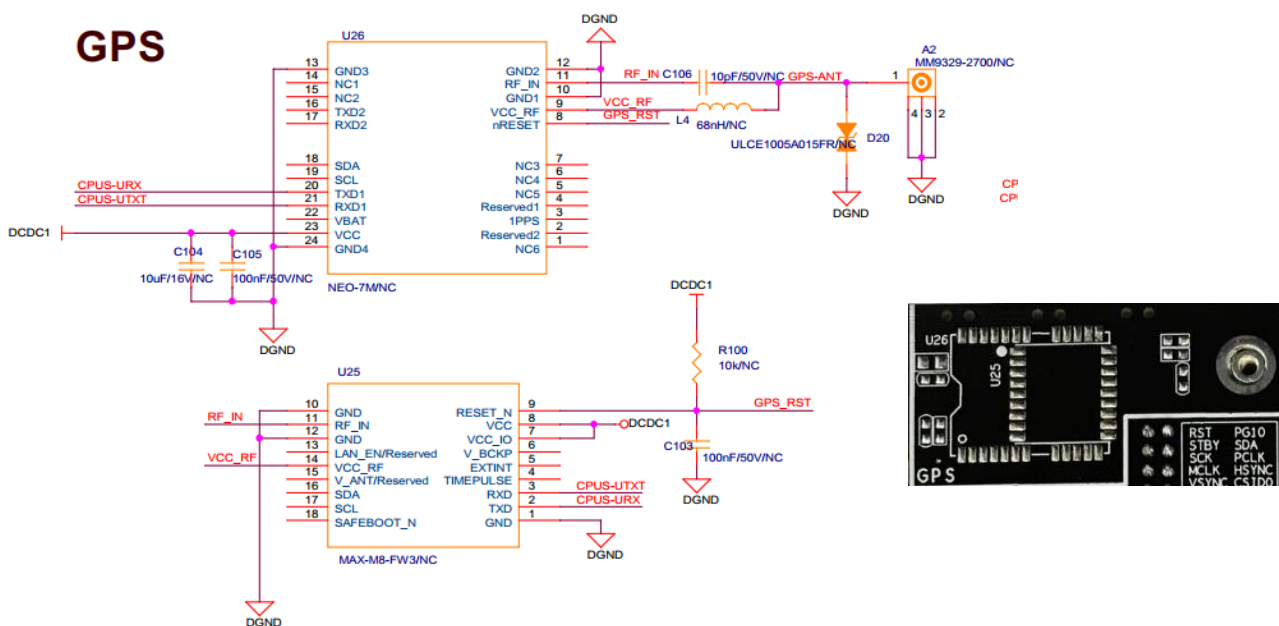 GPS
U26
13 GND3
14 NC1
15 NC2
16 TXD2
17 RXD2
18 SDA
19 SCL
CPUS-URX 20 TXD1
CPUS-UTXT 21 RXD1
22 VBAT
DCDC1 23 VCC
24 GND4
GND2 12
RF_IN 11 RF_IN
GND1 10
VCC_RF 9 VCC_RF
nRESET 8 GPS_RST
NC3 7
NC4 6
NC5 5
Reserved1 4
1PPS 3
Reserved2 2
NC6 1
NEO-7M/NC
C104
10uF/16V/NC
C105
100nF/50V/NC
DGND
DGND
C106
10pF/50V/NC
GPS-ANT
L4
68nH/NC
D20
ULCE1005A015FR/NC
DGND
A2
MM9329-2700/NC
1
4 3 2
DGND
CP
CP
U25
10 GND
RF_IN 11 RF_IN
12 GND
13 LAN_EN/Reserved
VCC_RF 14 VCC_RF
15 V_ANT/Reserved
16 SDA
17 SCL
18 SAFEBOOT_N
RESET_N 9 GPS_RST
VCC 8 DCDC1
VCC_IO 7
V_BCKP 6
EXTINT 5
TIMEPULSE 4
RXD 3 CPUS-UTXT
TXD 2 CPUS-URX
GND 1
MAX-M8-FW3/NC
DGND
DGND
DCDC1
R100
10k/NC
C103
100nF/50V/NC
DGND
U26
U25
GPS
RST PG10
STBY SDA
SCK PCLK
MCLK HSYNC
VSYNC CSID0